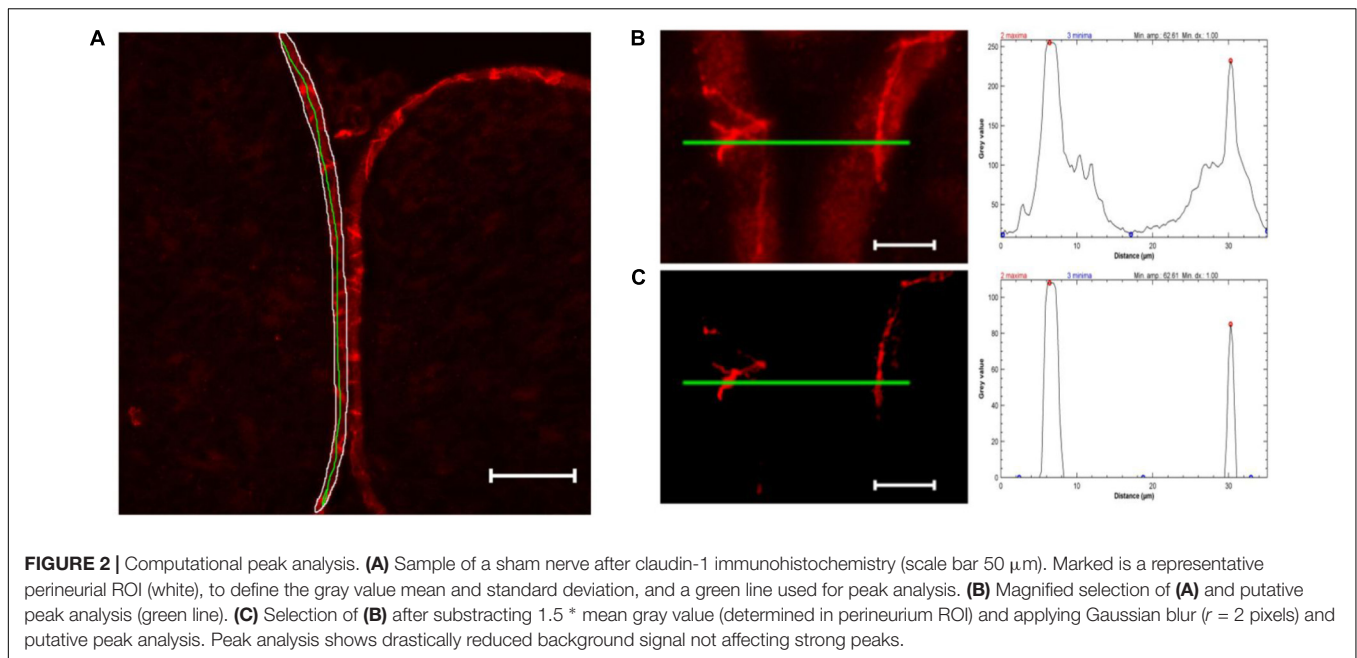 A
B
2 maxima 3 minima Min. amp: 62.61 Min. dx.: 1.00
250
200
150
100
50
Grey value
0 10 20 30
Distance (µm)
C
2 maxima 3 minima Min. amp: 62.61 Min. dx.: 1.00
100
80
60
40
20
0
Grey value
0 10 20 30
Distance (µm)
FIGURE 2 | Computational peak analysis. (A) Sample of a sham nerve after claudin-1 immunohistochemistry (scale bar 50 µm). Marked is a representative
perineurial ROI (white), to define the gray value mean and standard deviation, and a green line used for peak analysis. (B) Magnified selection of (A) and putative
peak analysis (green line). (C) Selection of (B) after substracting 1.5 * mean gray value (determined in perineurium ROI) and applying Gaussian blur (r = 2 pixels) and
putative peak analysis. Peak analysis shows drastically reduced background signal not affecting strong peaks.